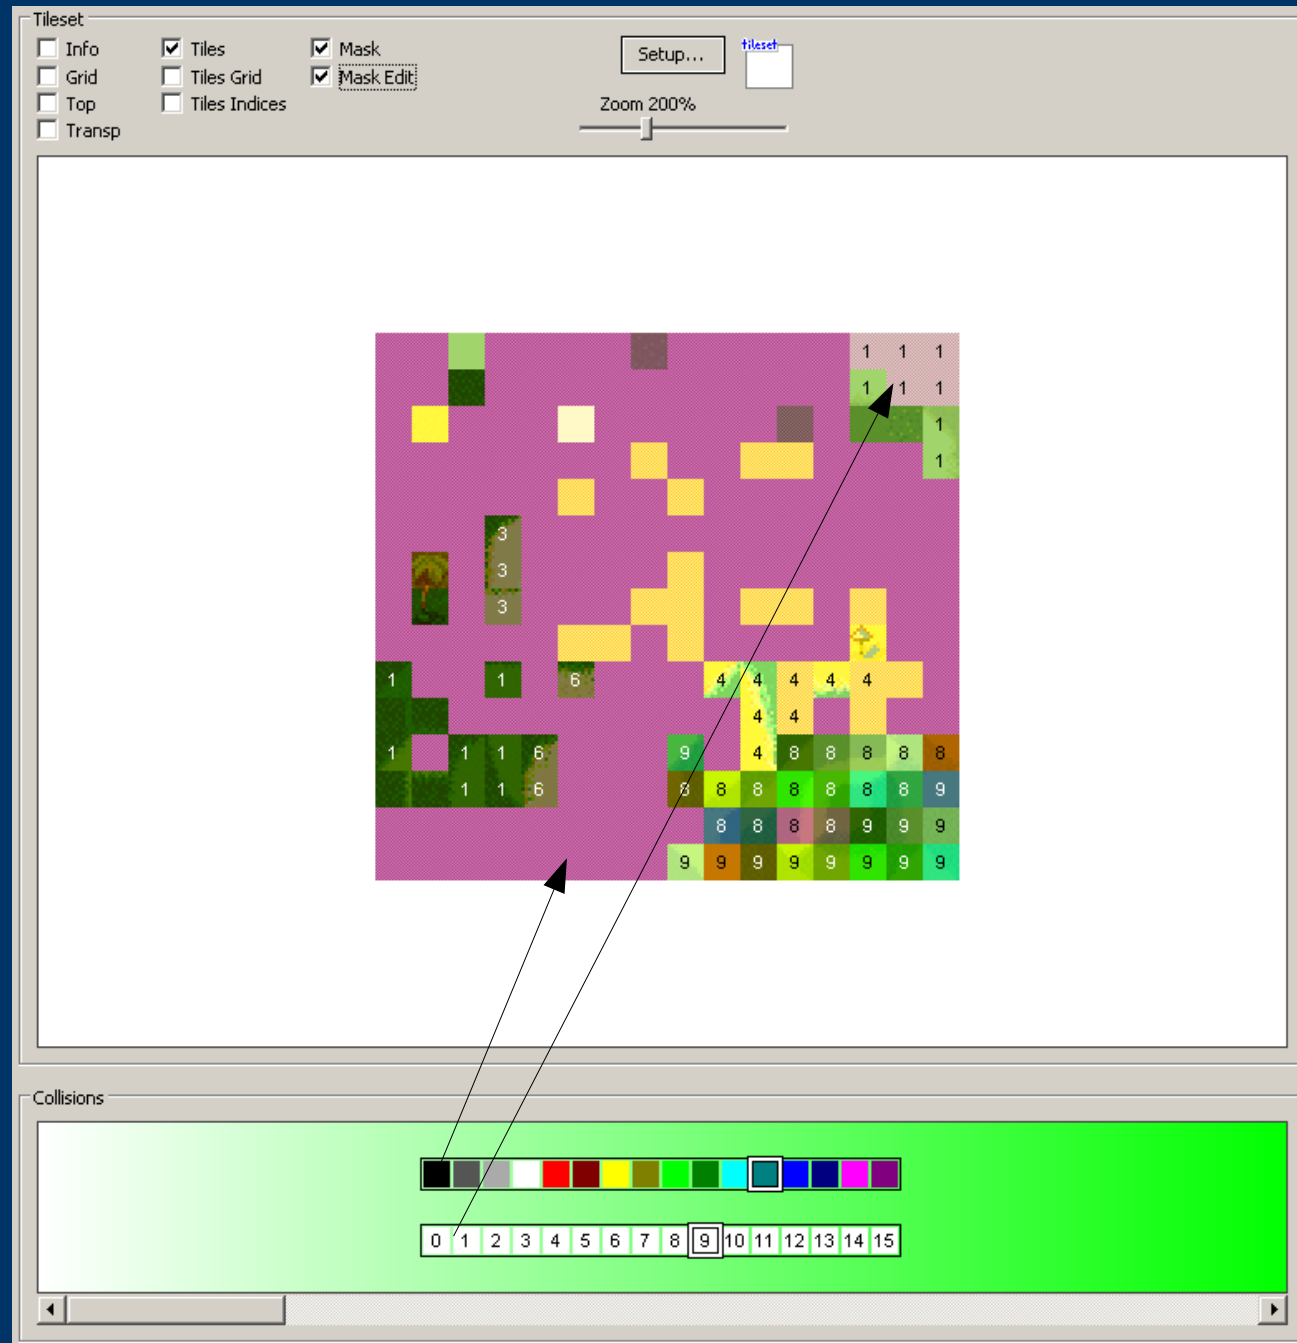 Tileset
Info Tiles Mask Setup... tileset
Grid Tiles Grid Mask Edit
Top Tiles Indices Zoom 200%
Transp
1 1 1
1 1 1
1
1
3
3
3
1 1 6 4 4 4 4 4
4 4
1 1 1 6 9 4 8 8 8 8 8
1 1 6 8 8 8 8 8 8 8 9
8 8 8 8 9 9 9
9 9 9 9 9 9 9 9
Collisions
0 1 2 3 4 5 6 7 8 9 10 11 12 13 14 15